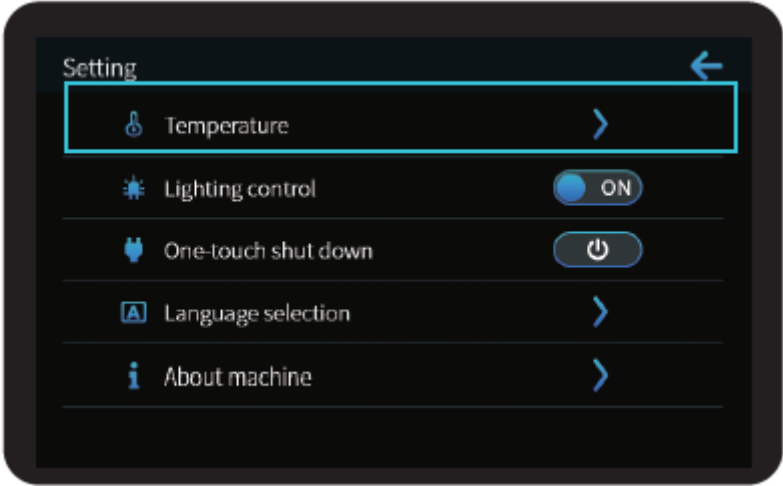 Setting
Temperature
Lighting control
ON
One-touch shut down
Language selection
A
About machine